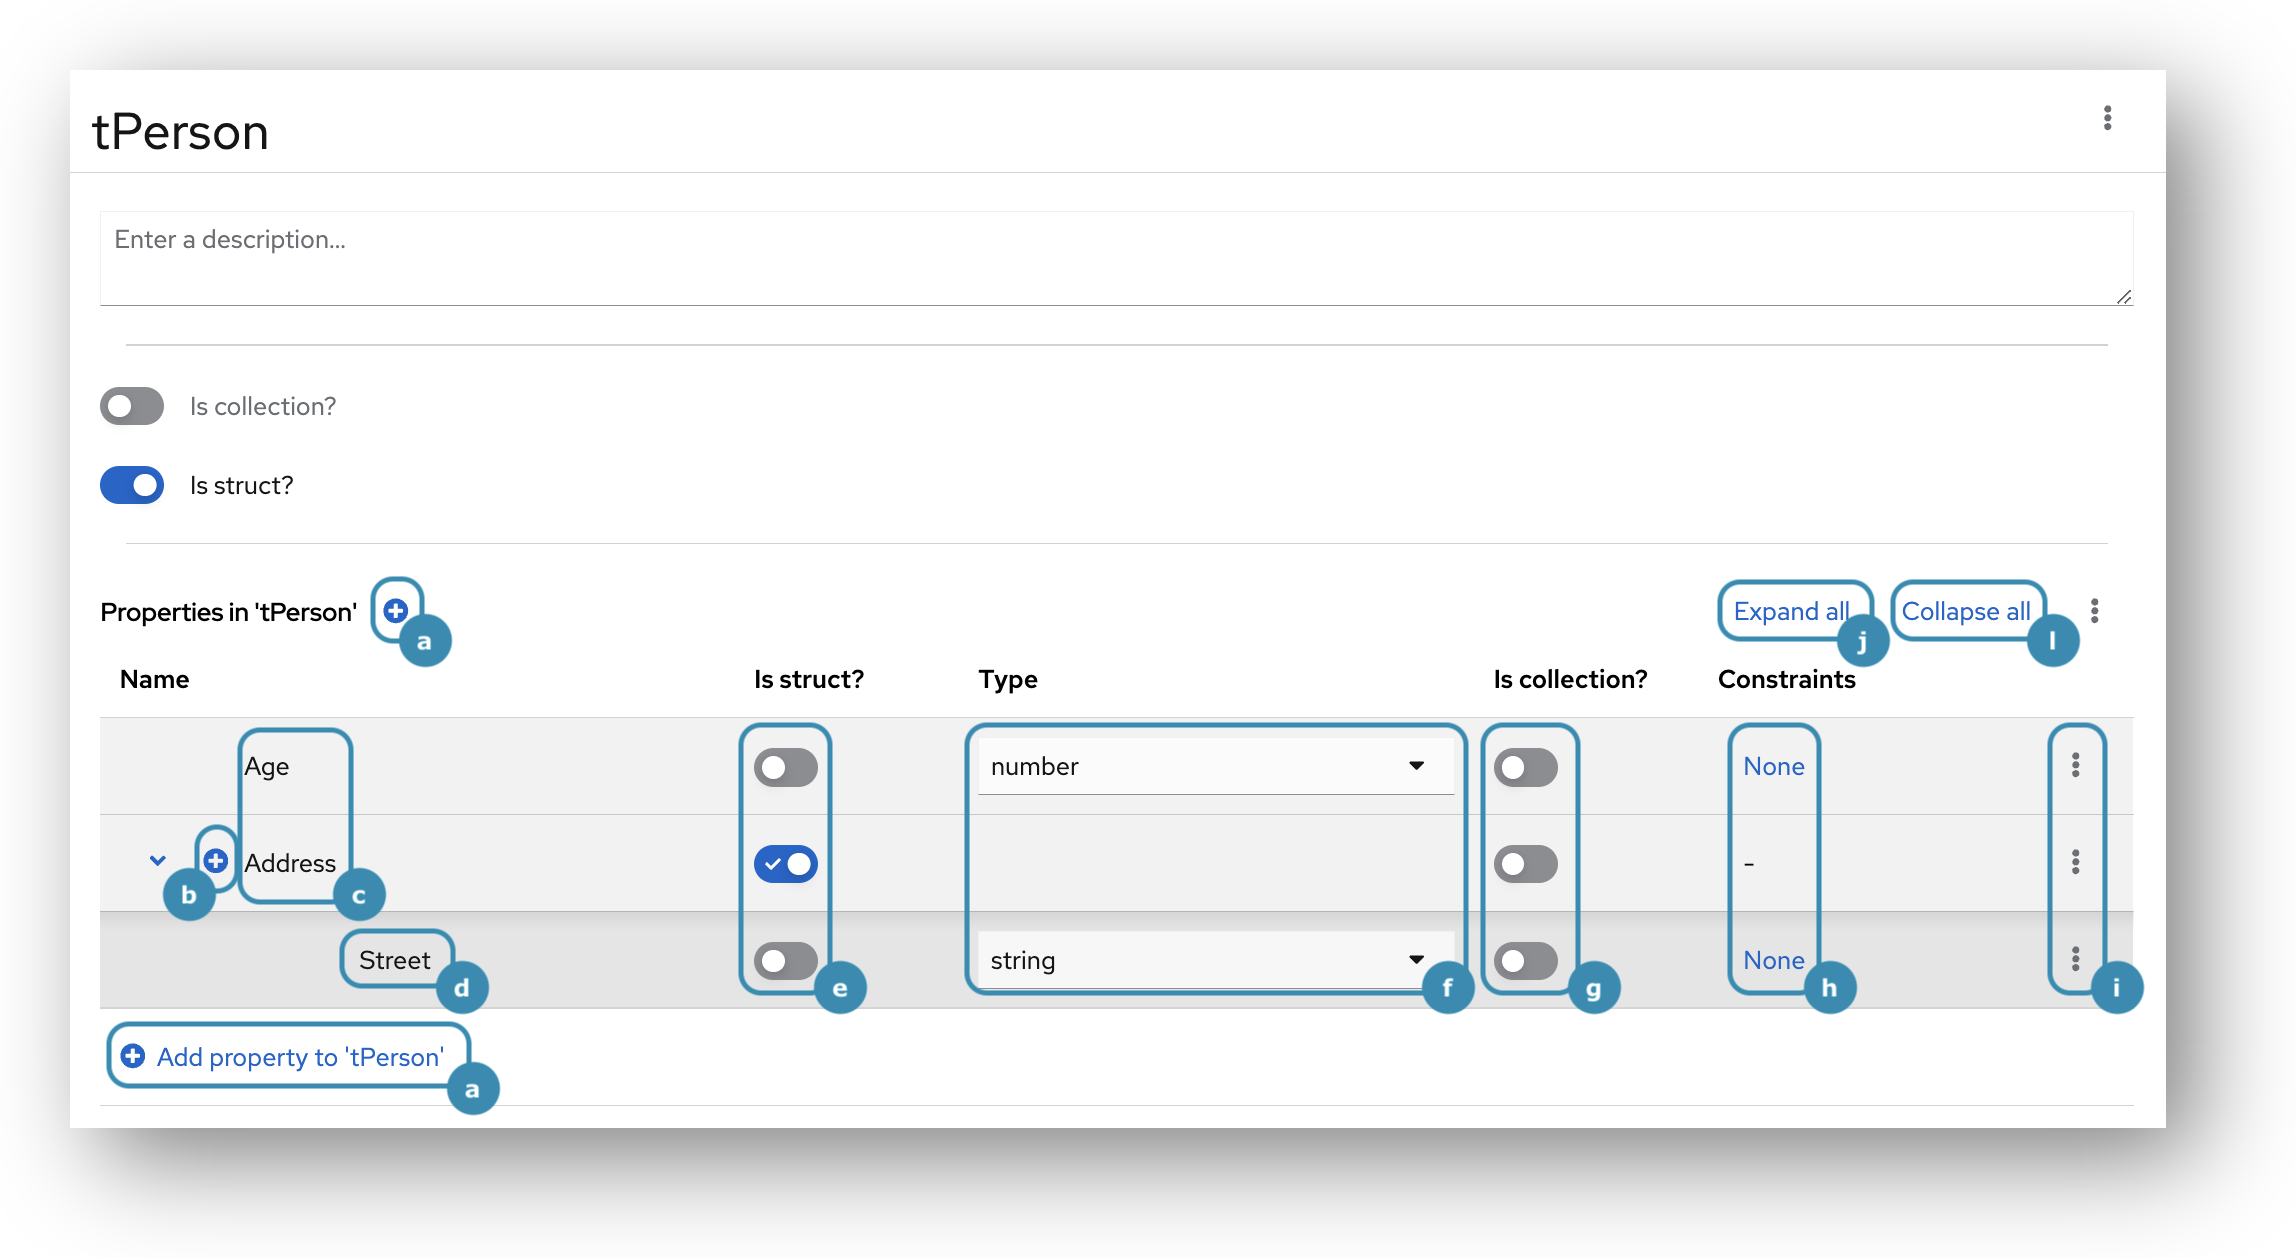 tPerson
Enter a description...
Is collection?
Is struct?
Properties in 'tPerson'
a
Expand all
j
Collapse all
l
Name Is struct? Type Is collection? Constraints
Age number None
b Address c -
Street d e string f g None h i
Add property to 'tPerson'
a